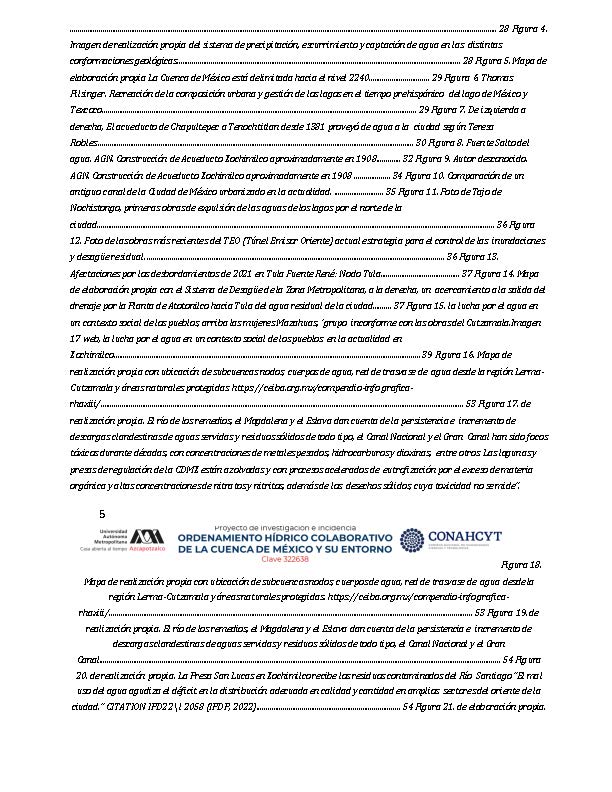 ........................................................................................................ 28 Figura 4.
Imagen de realización propia del sistema de precipitación, escurrimiento y captación de agua en las distintas
conformaciones geológicas.................................................................................. 28 Figura 5. Mapa de
elaboración propia La Cuenca de México está delimitada hacia el nivel 2240........................ 29 Figura 6 Thomas
Filsinger. Recreación de la composición urbana y gestión de los lagos en el tiempo prehispánico del lago de México y
Texcoco........................................................................................ 29 Figura 7. De izquierda a
derecha, El acueducto de Chapultepec a Tenochtitlan desde 1381 proveyó de agua a la ciudad según Teresa
Robles.......................................................................................... 30 Figura 8. Fuente Salto del
agua. AGN. Construcción de Acueducto Xochimilco aproximadamente en 1908.......... 32 Figura 9. Autor desconocido.
AGN. Construcción de Acueducto Xochimilco aproximadamente en 1908 ............... 34 Figura 10. Comparación de un
antiguo canal de la Ciudad de México urbanizado en la actualidad. ..................... 35 Figura 11. Foto de Tajo de
Nochistongo, primeras obras de expulsión de las aguas de los lagos por el norte de la
ciudad............................................................................................................ 36 Figura
12. Foto de las obras más recientes del TEO (Túnel Emisor Oriente) actual estrategia para el control de las inundaciones
y desagüe residual................................................................................... 36 Figura 13.
Afectaciones por los desbordamientos de 2021 en Tula Fuente René: Nodo Tula.............................. 37 Figura 14. Mapa
de elaboración propia con el Sistema de Desagüe de la Zona Metropolitana, a la derecha, un acercamiento a la salida del
drenaje por la Planta de Atotonilco hacia Tula del agua residual de la ciudad........ 37 Figura 15. la lucha por el agua en
un contexto social de los pueblos, arriba las mujeres Mazahuas, ´grupo inconforme con las obras del Cutzamala.Imagen
17 web, la lucha por el agua en un contexto social de los pueblos en la actualidad en
Xochimilco.................................................................................... 39 Figura 16. Mapa de
realización propia con ubicación de subcuencas nodos, cuerpos de agua, red de trasvase de agua desde la región Lerma-
Cutzamala y áreas naturales protegidas. https://ceiba.org.mx/compendio-infografica-
rhaxiii/................................................................................................. 53 Figura 17. de
realización propia. El río de los remedios, el Magdalena y el Eslava dan cuenta de la persistencia e incremento de
descargas clandestinas de aguas servidas y residuos sólidos de todo tipo, el Canal Nacional y el Gran Canal han sido focos
tóxicos durante décadas, con concentraciones de metales pesados, hidrocarburos y dioxinas, entre otros Las lagunas y
presas de regulación de la CDMX están azolvadas y con procesos acelerados de eutrofización por el exceso de materia
orgánica y altas concentraciones de nitratos y nitritos, además de los desechos sólidos, cuya toxicidad no se mide”.
5
Universidad Autónoma Metropolitana
Casa abierta al tiempo Azcapotzalco
Proyecto de Investigación e Incidencia
ORDENAMIENTO HÍDRICO COLABORATIVO
DE LA CUENCA DE MÉXICO Y SU ENTORNO
Clave 322638
CONAHCYT
Figura 18.
Mapa de realización propia con ubicación de subcuencas nodos, cuerpos de agua, red de trasvase de agua desde la
región Lerma-Cutzamala y áreas naturales protegidas. https://ceiba.org.mx/compendio-infografica-
rhaxiii/................................................................................................. 53 Figura 19. de
realización propia. El río de los remedios, el Magdalena y el Eslava dan cuenta de la persistencia e incremento de
descargas clandestinas de aguas servidas y residuos sólidos de todo tipo, el Canal Nacional y el Gran
Canal............................................................................................................ 54 Figura
20. de realización propia. La Presa San Lucas en Xochimilco recibe los residuos contaminados del Río Santiago “El mal
uso del agua agudiza el déficit en la distribución adecuada en calidad y cantidad en amplios sectores del oriente de la
ciudad.” CITATION IFD22 \l 2058 (IFDP, 2022).................................................... 54 Figura 21. de elaboración propia.